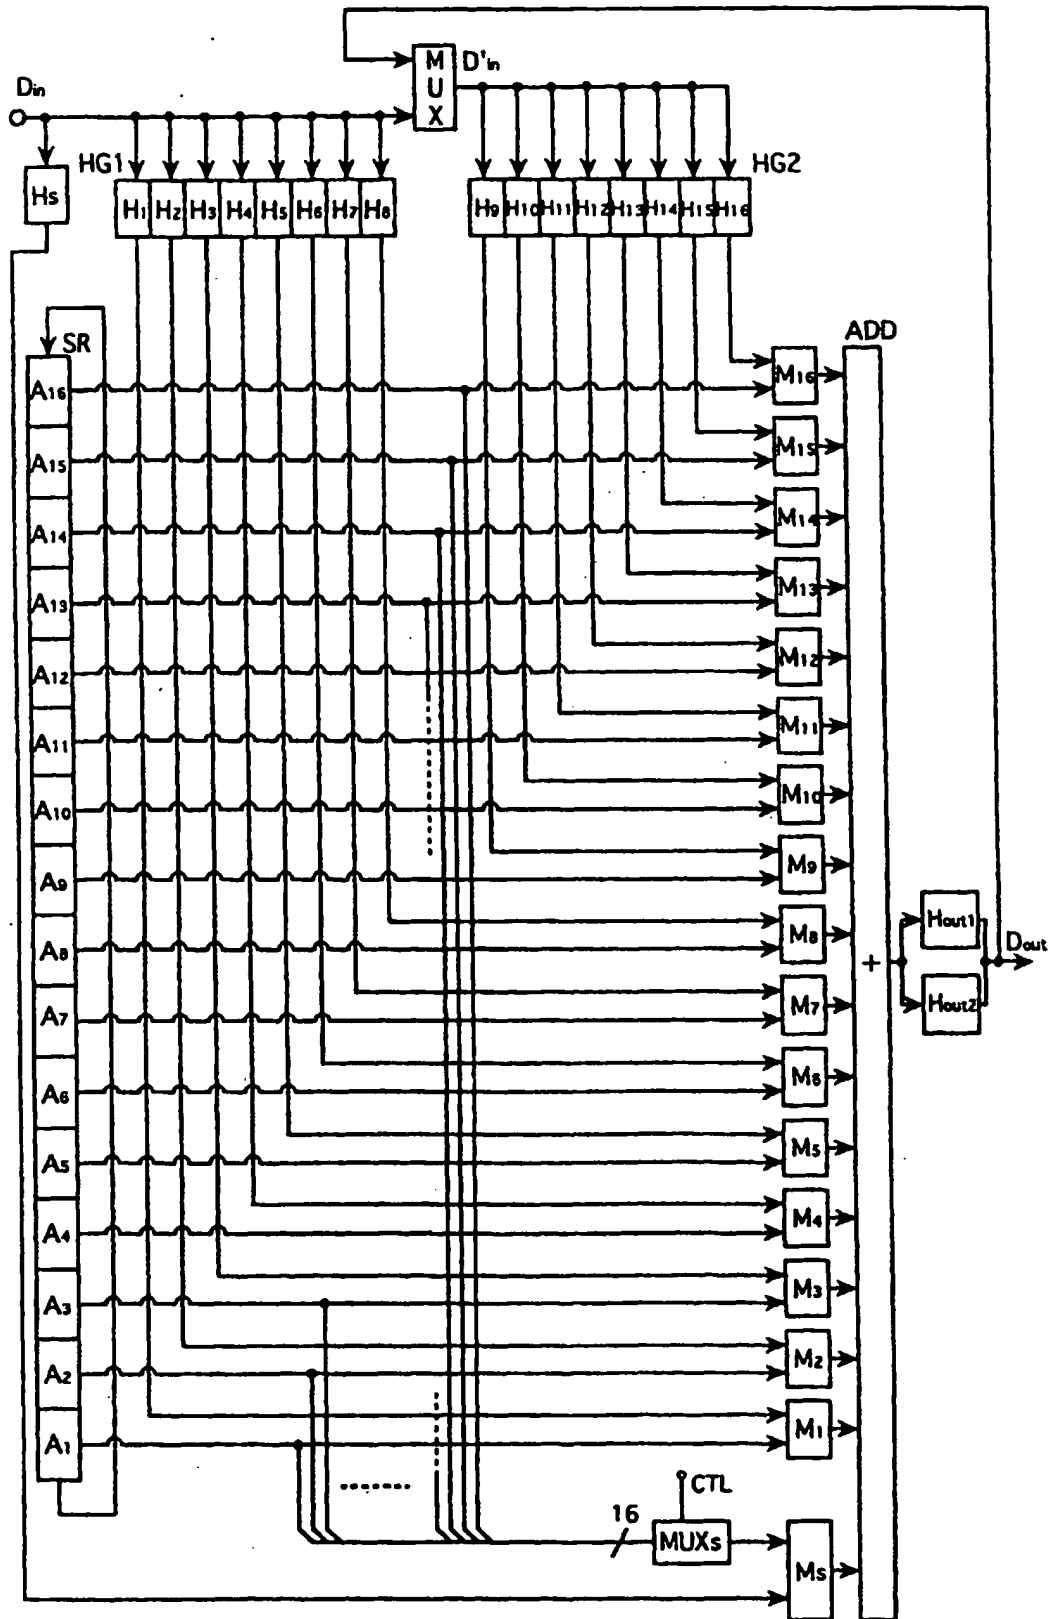 MUX
D'in
Din
HG1
HG2
Hs
H1 H2 H3 H4 H5 H6 H7 H8
H9 H10 H11 H12 H13 H14 H15 H16
SR
ADD
A16
M16
A15
M15
A14
M14
A13
M13
A12
M12
A11
M11
A10
M10
A9
M9
A8
M8
Hout1
Dout
+
A7
M7
Hout2
A6
M6
A5
M5
A4
M4
A3
M3
A2
M2
A1
M1
CTL
16
MUXs
Ms